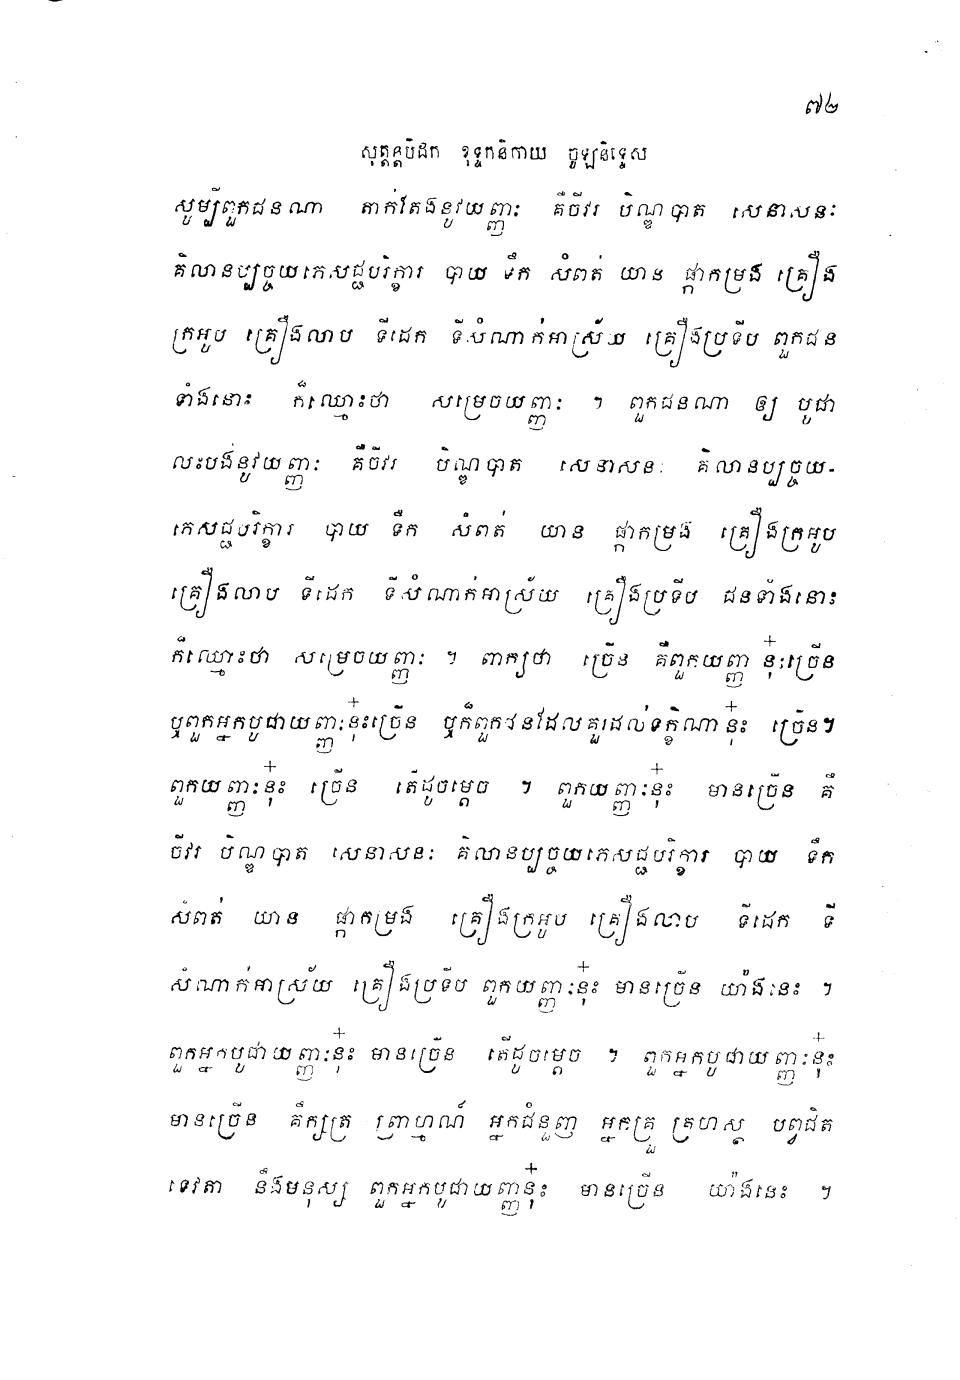 ៧២
សុត្តន្តបិដក ខុទ្ទកនិកាយ ចូឡនិទ្ទេស
សូម្បីពួកជនណា តាក់តែងនូវយញ្ញៈ គឺចីវរ បិណ្ឌបាត សេនាសនៈ
គិលានប្បច្ចយភេសជ្ជបរិក្ខារ បាយ ទឹក សំពត់ យាន ផ្កាកម្រង គ្រឿង
ក្រអូប គ្រឿងលាប ទីដេក ទីសំណាក់អាស្រ័យ គ្រឿងប្រទីប ពួកជន
ទាំងនោះ ក៏ឈ្មោះថា សម្រេចយញ្ញៈ ។ ពួកជនណា ឲ្យ បូជា
លះបង់នូវយញ្ញៈ គឺចីវរ បិណ្ឌបាត សេនាសនៈ គិលានប្បច្ចយ-
ភេសជ្ជបរិក្ខារ បាយ ទឹក សំពត់ យាន ផ្កាកម្រង គ្រឿងក្រអូប
គ្រឿងលាប ទីដេក ទីសំណាក់អាស្រ័យ គ្រឿងប្រទីប ជនទាំងនោះ
ក៏ឈ្មោះថា សម្រេចយញ្ញៈ ។ ពាក្យថា ច្រើន គឺពួកយញ្ញ នុ៎ះច្រើន
ឬពួកអ្នកបូជាយញ្ញៈនុ៎ះច្រើន ឬក៏ពួកជនដែលគួរដល់ទក្ខិណានុ៎ះ ច្រើន។
ពួកយញ្ញៈនុ៎ះ ច្រើន តើដូចម្តេច ។ ពួកយញ្ញៈនុ៎ះ មានច្រើន គឺ
ចីវរ បិណ្ឌបាត សេនាសនៈ គិលានប្បច្ចយភេសជ្ជបរិក្ខារ បាយ ទឹក
សំពត់ យាន ផ្កាកម្រង គ្រឿងក្រអូប គ្រឿងលាប ទីដេក ទី
សំណាក់អាស្រ័យ គ្រឿងប្រទីប ពួកយញ្ញៈនុ៎ះ មានច្រើន យ៉ាងនេះ ។
ពួកអ្នកបូជាយញ្ញៈនុ៎ះ មានច្រើន តើដូចម្តេច ។ ពួកអ្នកបូជាយញ្ញៈនុ៎ះ
មានច្រើន គឺក្សត្រ ព្រាហ្មណ៍ អ្នកជំនួញ អ្នកគ្រួ គ្រហស្ថ បព្វជិត
ទេវតា នឹងមនុស្ស ពួកអ្នកបូជាយញ្ញនុ៎ះ មានច្រើន យ៉ាងនេះ ។